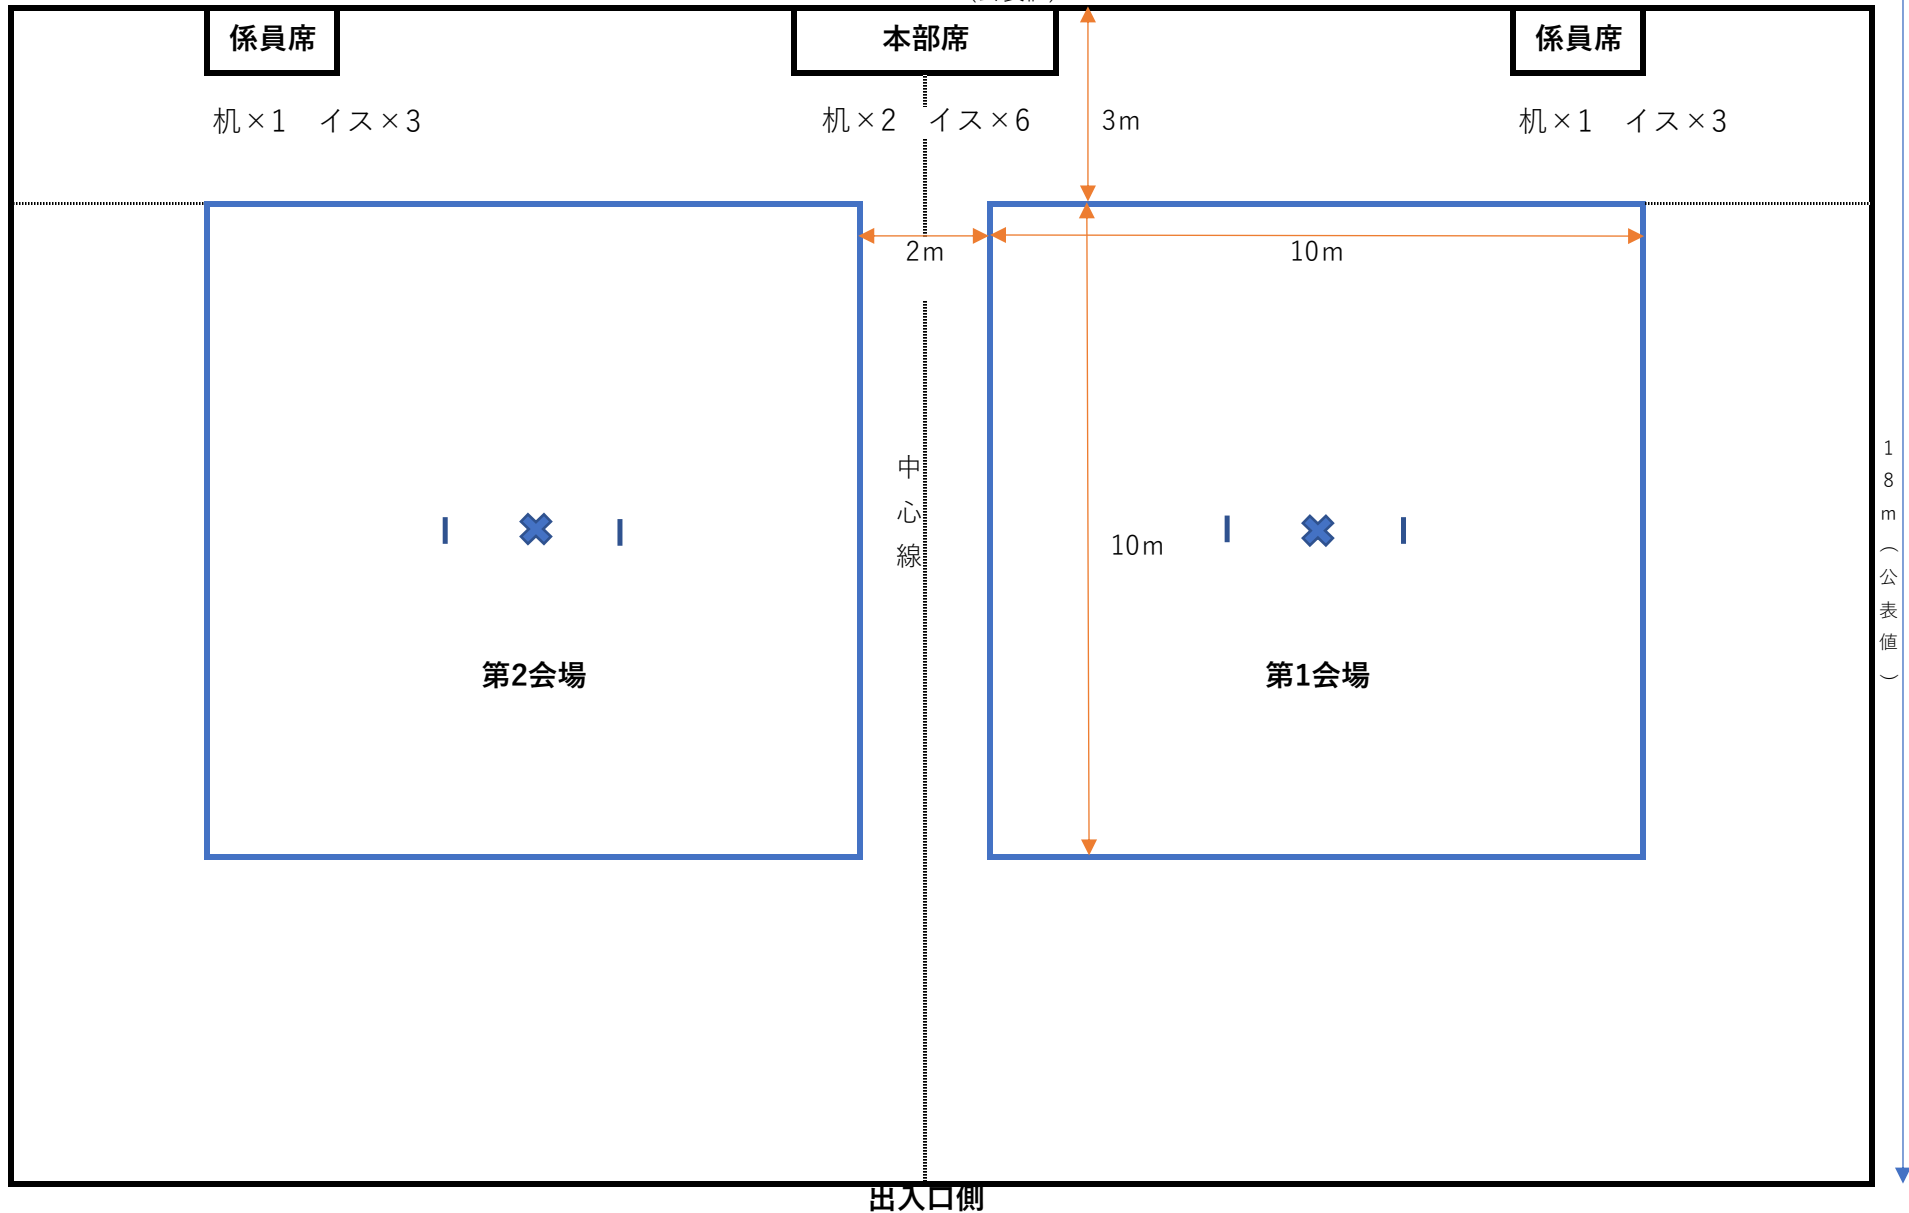 係員席
本部席
係員席
机×1　イス×3
机×2　イス×6
3m
机×1　イス×3
2m
10m
中心線
10m
18m（公表値）
第2会場
第1会場
出入口側